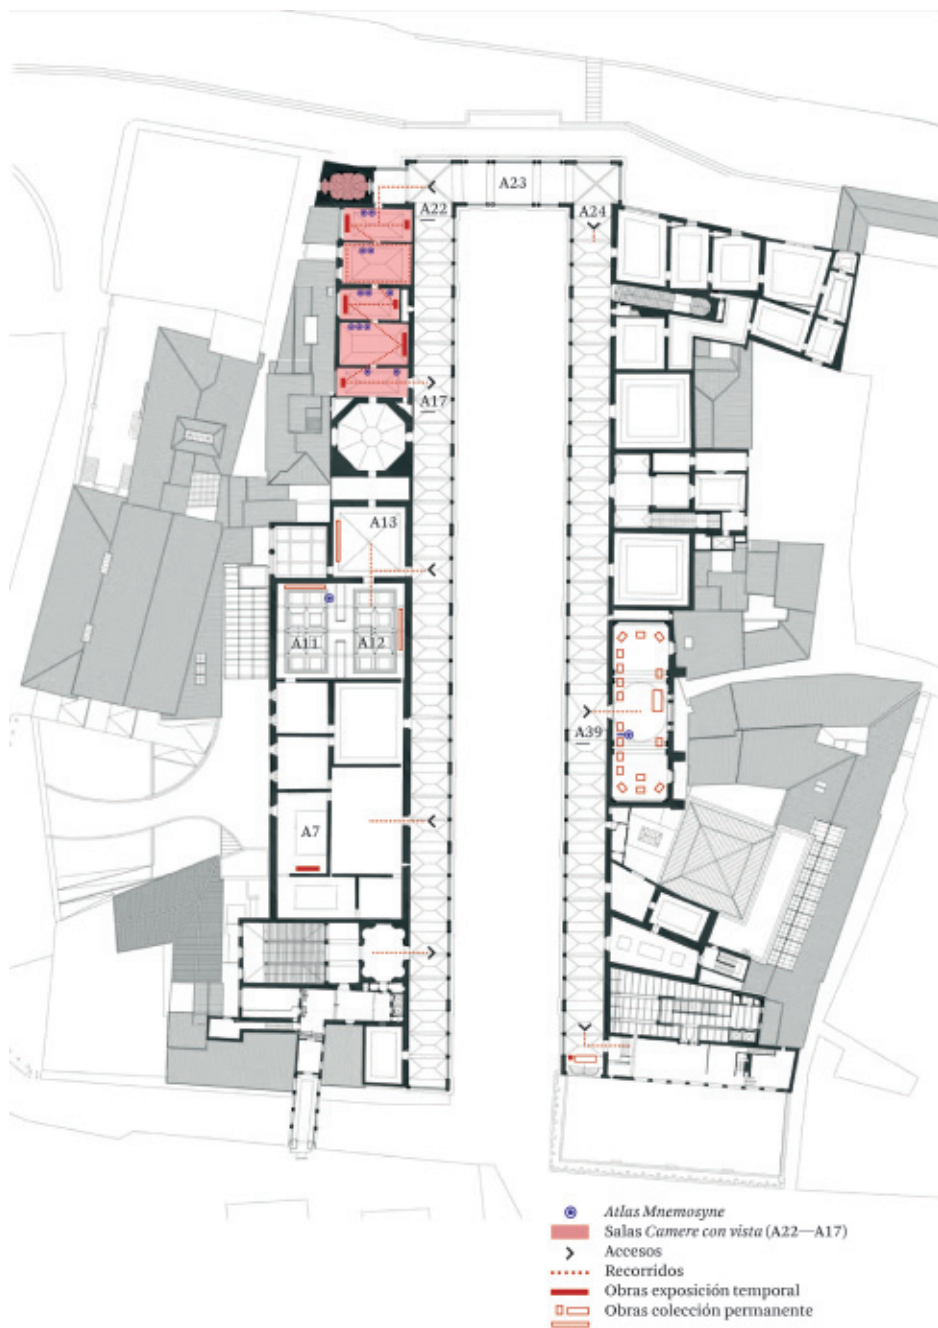 A23
A22
A24
A17
A13
A11
A12
A39
A7
Atlas Mnemosyne
Salas Camere con vista (A22—A17)
Accesos
Recorridos
Obras exposición temporal
Obras colección permanente